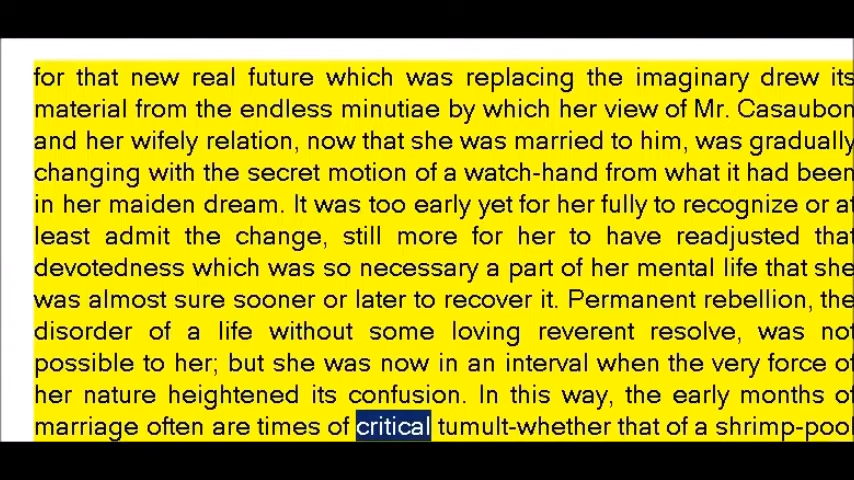 for that new real future which was replacing the imaginary drew its
material from the endless minutiae by which her view of Mr. Casaubon
and her wifely relation, now that she was married to him, was gradually
changing with the secret motion of a watch-hand from what it had been
in her maiden dream. It was too early yet for her fully to recognize or at
least admit the change, still more for her to have readjusted that
devotedness which was so necessary a part of her mental life that she
was almost sure sooner or later to recover it. Permanent rebellion, the
disorder of a life without some loving reverent resolve, was not
possible to her; but she was now in an interval when the very force of
her nature heightened its confusion. In this way, the early months of
marriage often are times of critical tumult-whether that of a shrimp-pool